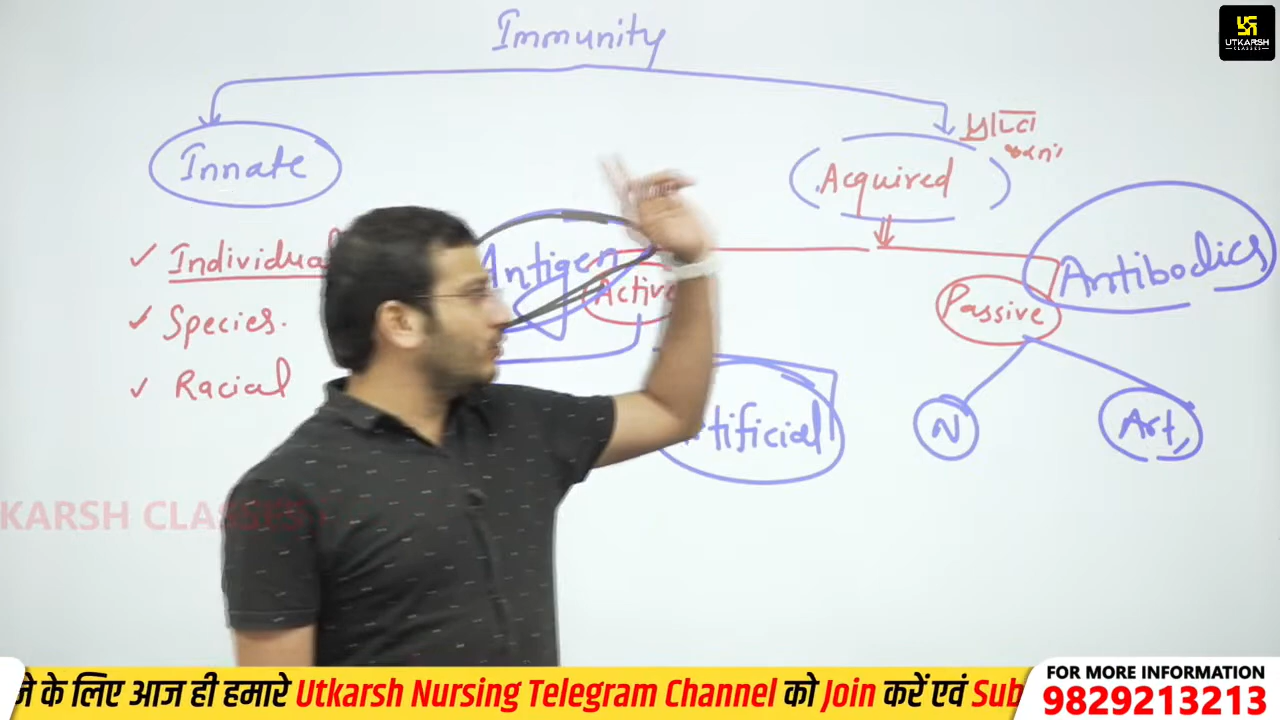 Immunity
UTKARSH
CLASSES
Innate
Acquired
Individual
Antigen
Active
Antibodies
Passive
Species.
Racial
tificial
N
Art,
KARSH CLASSES
ने के लिए आज ही हमारे Utkarsh Nursing Telegram Channel को Join करें एवं Sub
FOR MORE INFORMATION
9829213213